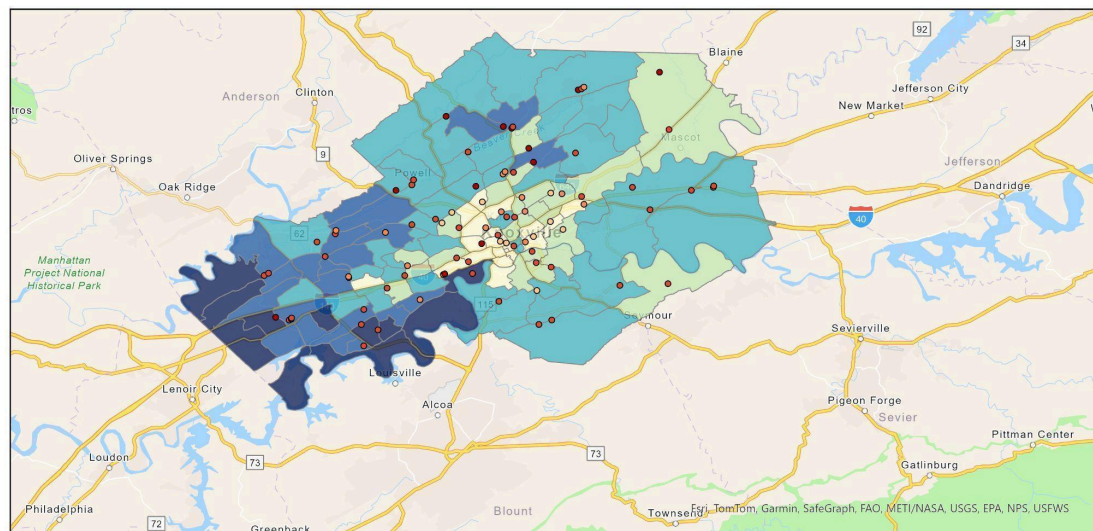 92
Blaine
34
Jefferson City
Anderson
Clinton
tros
New Market
9
Mascot
Oliver Springs
Beaver Creek
Powell
Jefferson
Oak Ridge
Dandridge
40
62
Knoxville
Manhattan
Project National
Historical Park
115
Seymour
Sevierville
Louisville
Lenoir City
Alcoa
Pigeon Forge
Sevier
Pittman Center
73
73
Loudon
Gatlinburg
Philadelphia
72
Greenback
Blount
Townsend
Esri, TomTom, Garmin, SafeGraph, FAO, METI/NASA, USGS, EPA, NPS, USFWS